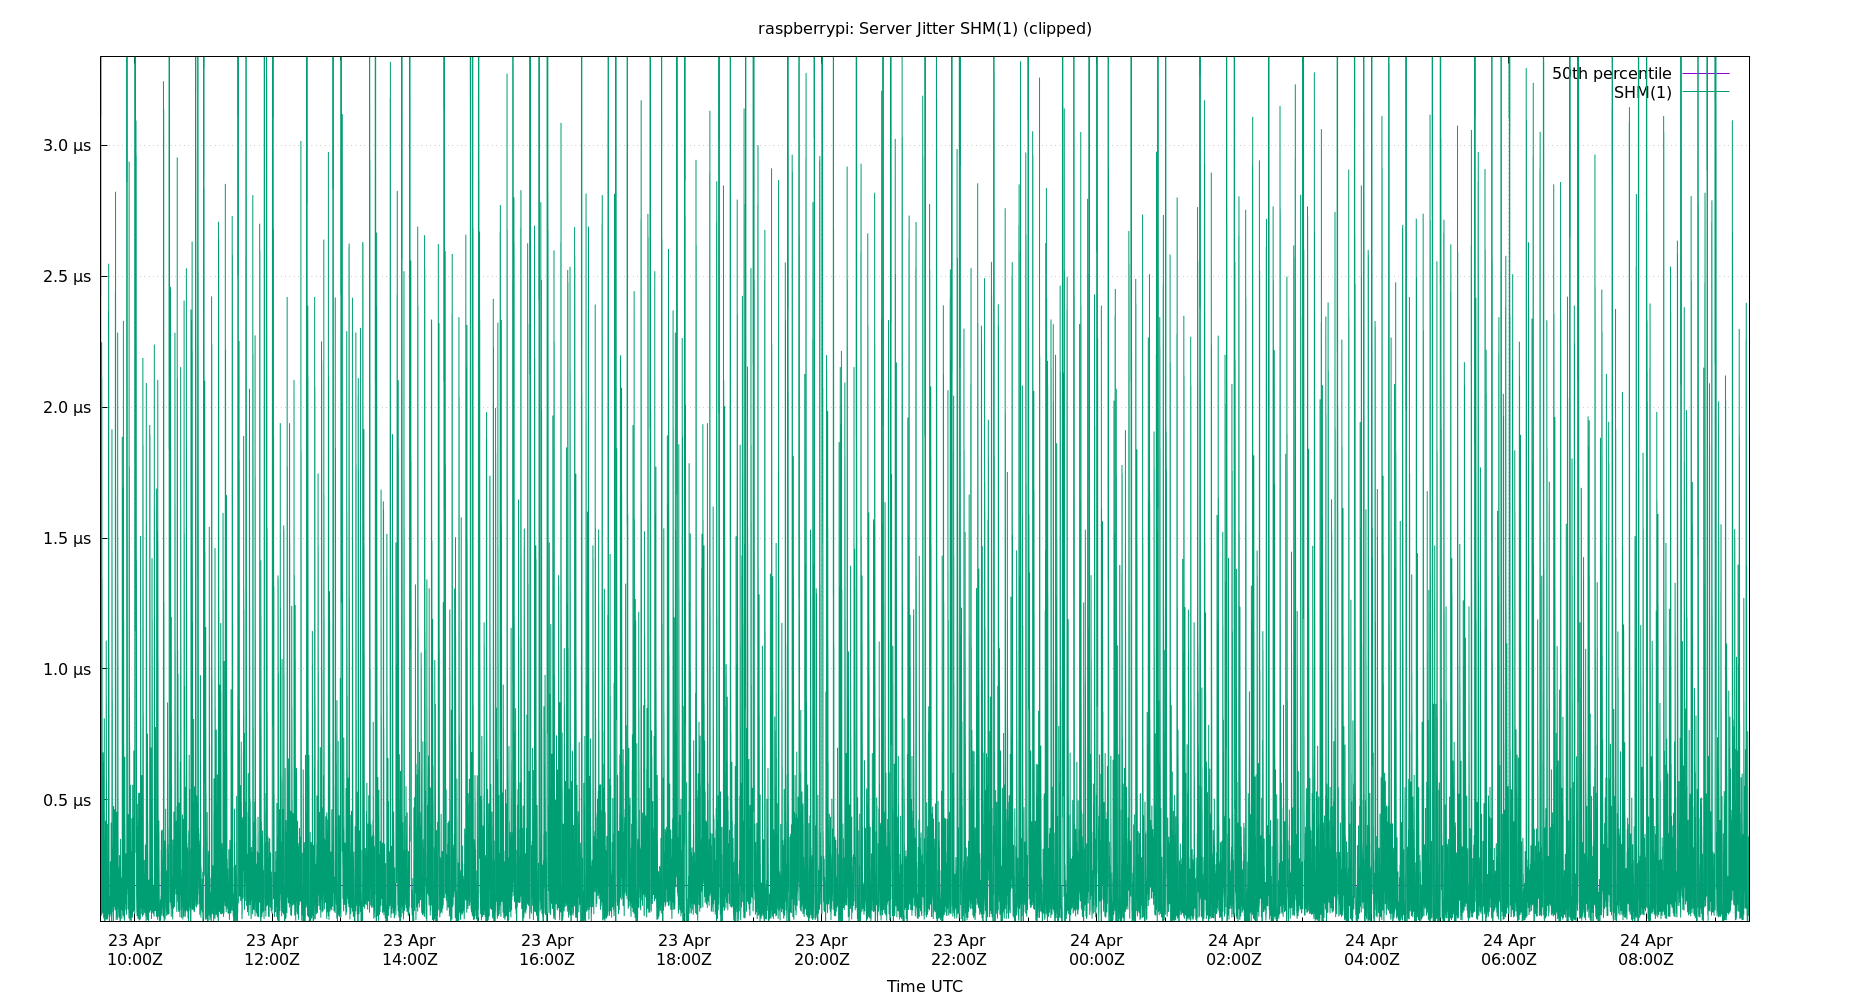 raspberrypi: Server Jitter SHM(1) (clipped)
50th percentile
SHM(1)
3.0 µs
2.5 µs
2.0 µs
1.5 µs
1.0 µs
0.5 µs
23 Apr 23 Apr 23 Apr 23 Apr 23 Apr 23 Apr 23 Apr 24 Apr 24 Apr 24 Apr 24 Apr 24 Apr
10:00Z 12:00Z 14:00Z 16:00Z 18:00Z 20:00Z 22:00Z 00:00Z 02:00Z 04:00Z 06:00Z 08:00Z
Time UTC